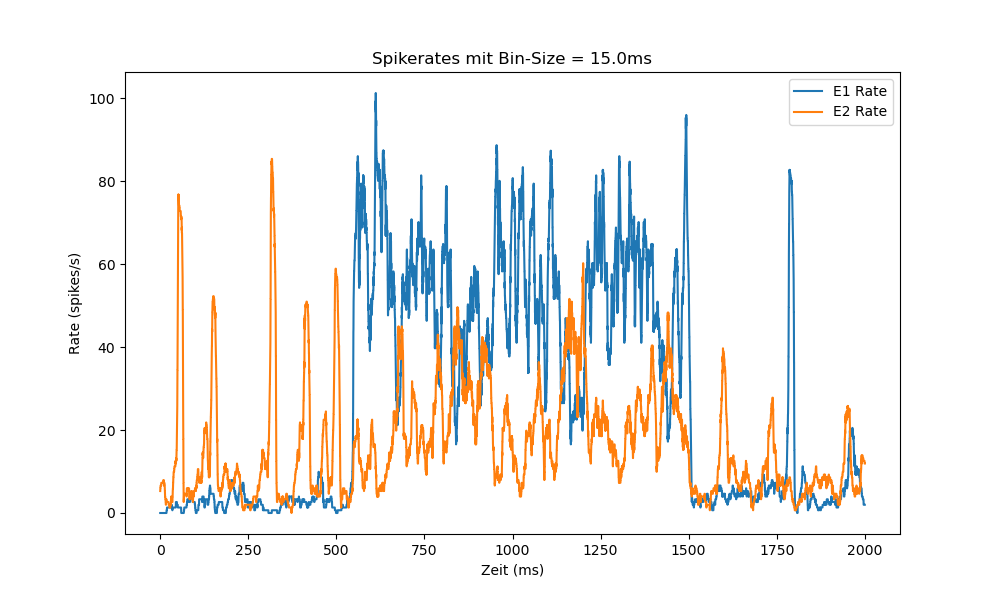 Spikerates mit Bin-Size = 15.0ms
E1 Rate
E2 Rate
Rate (spikes/s)
100
80
60
40
20
0
0 250 500 750 1000 1250 1500 1750 2000
Zeit (ms)